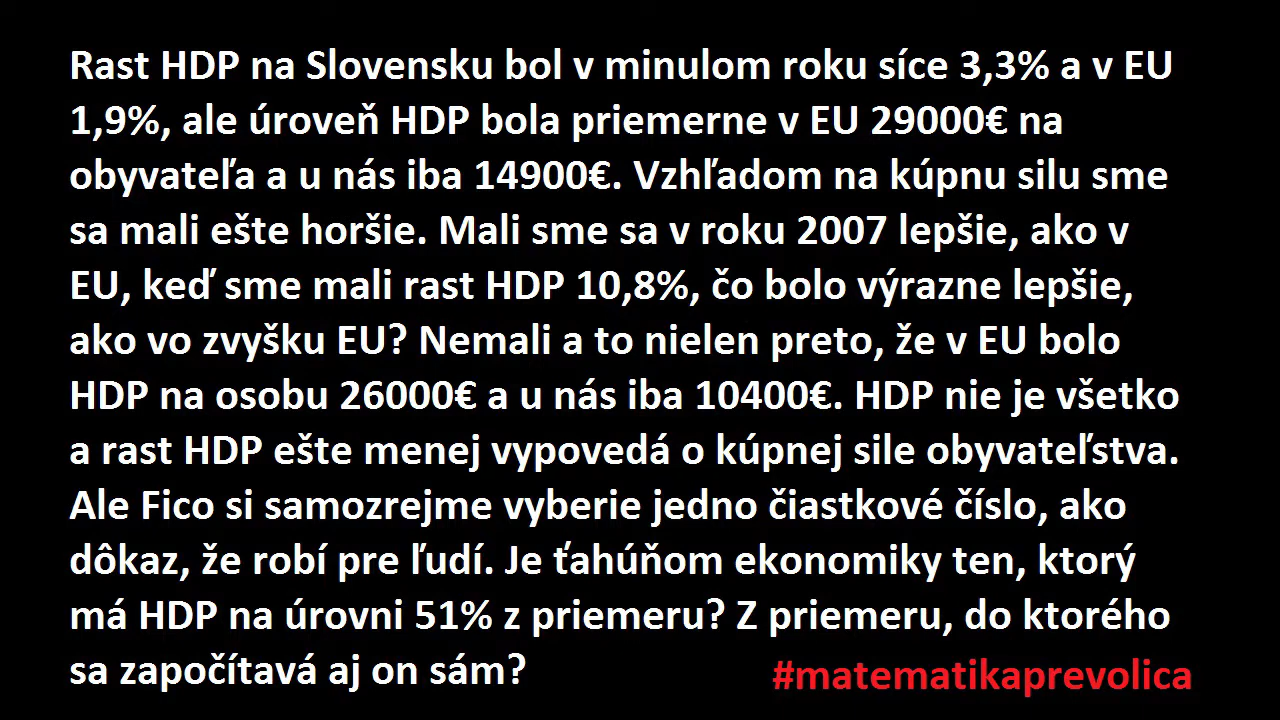 Rast HDP na Slovensku bol v minulom roku síce 3,3% a v EU
1,9%, ale úroveň HDP bola priemerne v EU 29000€ na
obyvateľa a u nás iba 14900€. Vzhľadom na kúpnu silu sme
sa mali ešte horšie. Mali sme sa v roku 2007 lepšie, ako v
EU, keď sme mali rast HDP 10,8%, čo bolo výrazne lepšie,
ako vo zvyšku EU? Nemali a to nielen preto, že v EU bolo
HDP na osobu 26000€ a u nás iba 10400€. HDP nie je všetko
a rast HDP ešte menej vypovedá o kúpnej sile obyvateľstva.
Ale Fico si samozrejme vyberie jedno čiastkové číslo, ako
dôkaz, že robí pre ľudí. Je ťahúňom ekonomiky ten, ktorý
má HDP na úrovni 51% z priemeru? Z priemeru, do ktorého
sa započítavá aj on sám?
#matematikaprevolica